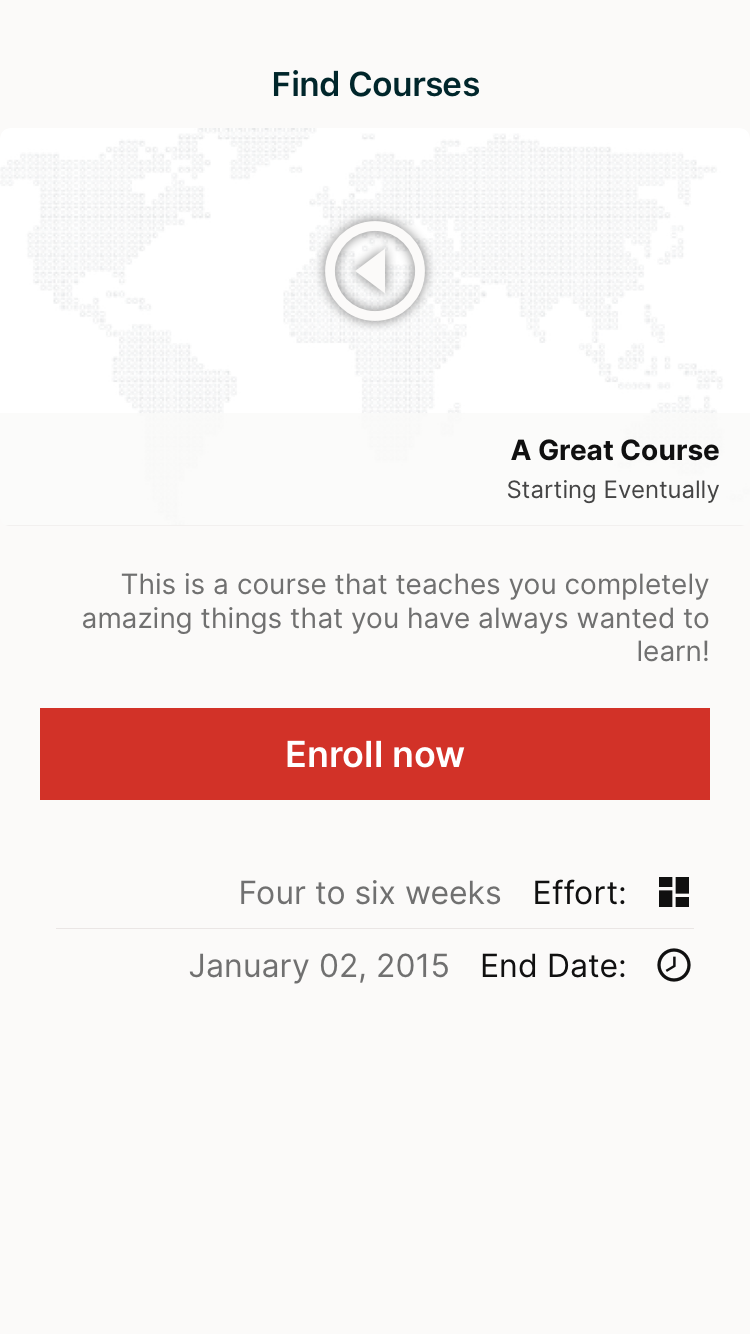 Find Courses
A Great Course
Starting Eventually
This is a course that teaches you completely
amazing things that you have always wanted to
learn!
Enroll now
Effort: Four to six weeks
End Date: January 02, 2015